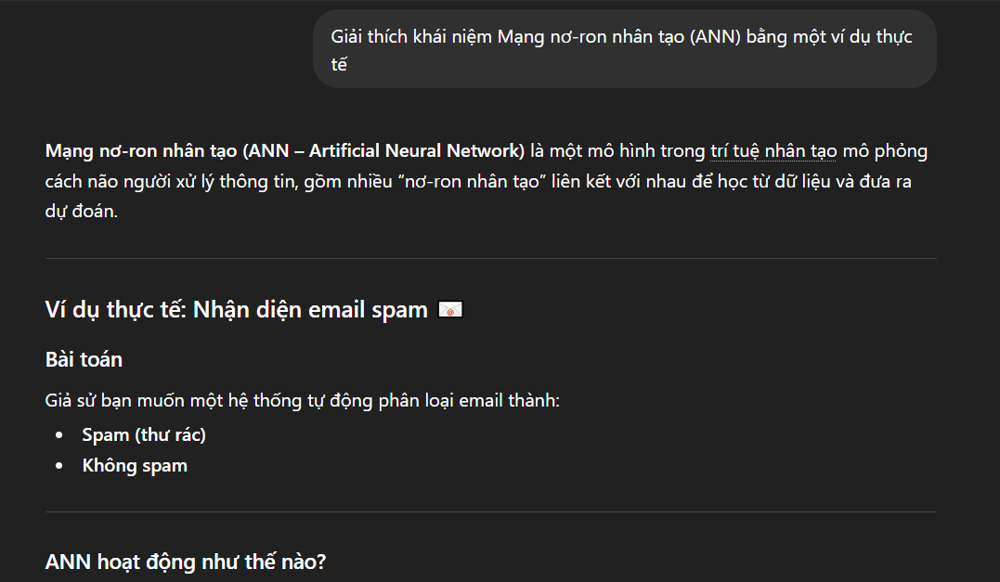 Giải thích khái niệm Mạng nơ-ron nhân tạo (ANN) bằng một ví dụ thực
tế
Mạng nơ-ron nhân tạo (ANN – Artificial Neural Network) là một mô hình trong trí tuệ nhân tạo mô phỏng
cách não người xử lý thông tin, gồm nhiều “nơ-ron nhân tạo” liên kết với nhau để học từ dữ liệu và đưa ra
dự đoán.
Ví dụ thực tế: Nhận diện email spam 📧
Bài toán
Giả sử bạn muốn một hệ thống tự động phân loại email thành:
• Spam (thư rác)
• Không spam
ANN hoạt động như thế nào?